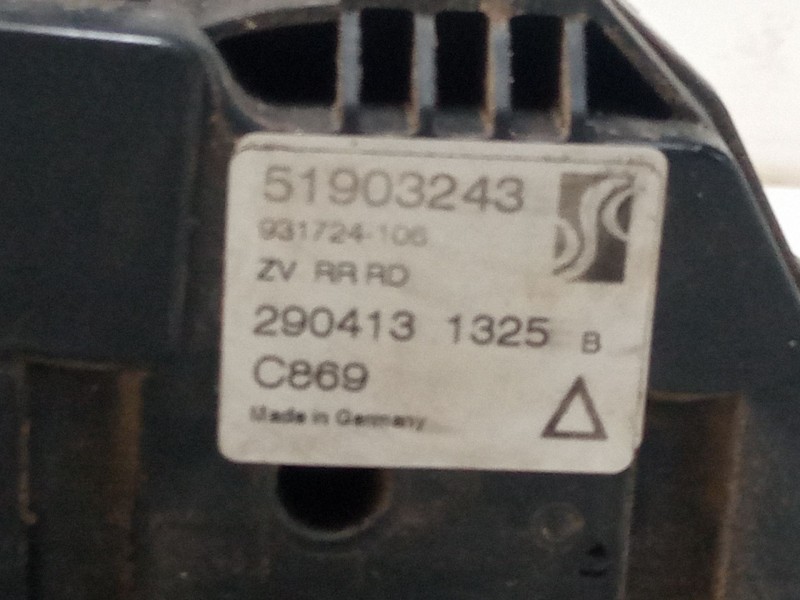 51903243
931724-106
ZV RR RD
290413 1325 B
C869
Made in Germany